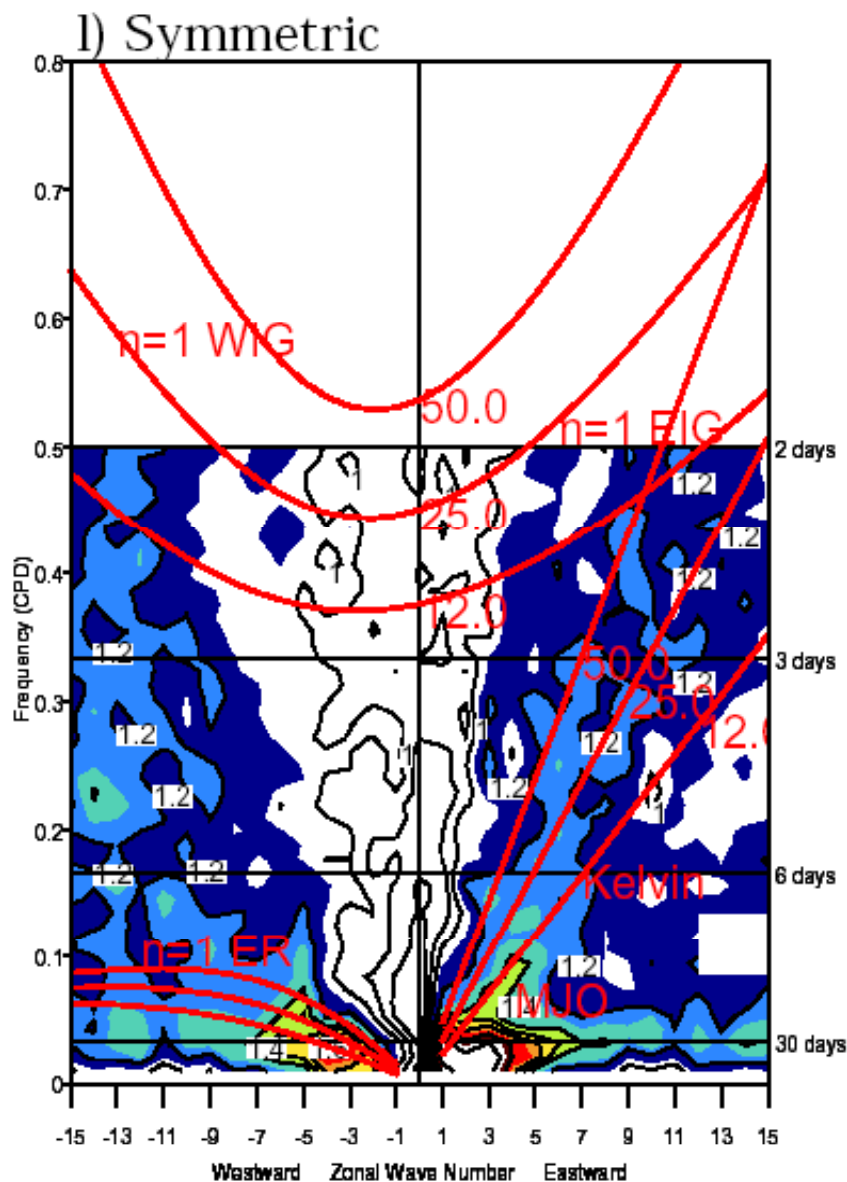 l) Symmetric
0.8
0.7
0.6
n=1 WIG
50.0
n=1 EIG
0.5
2 days
1
1.2
25.0
1.2
0.4
1
1.2
12.0
1.2
3 days
50.0
1.2
25.0
0.3
1.2
1
12.0
1.2
1
1.2
1.2
1
0.2
1.2
1.2
6 days
Kelvin
n=1 ER
1.2
0.1
MJO
1.4
1.4
30 days
0
-15 -13 -11 -9 -7 -5 -3 -1 1 3 5 7 9 11 13 15
Westward Zonal Wave Number Eastward
Frequency (CPD)